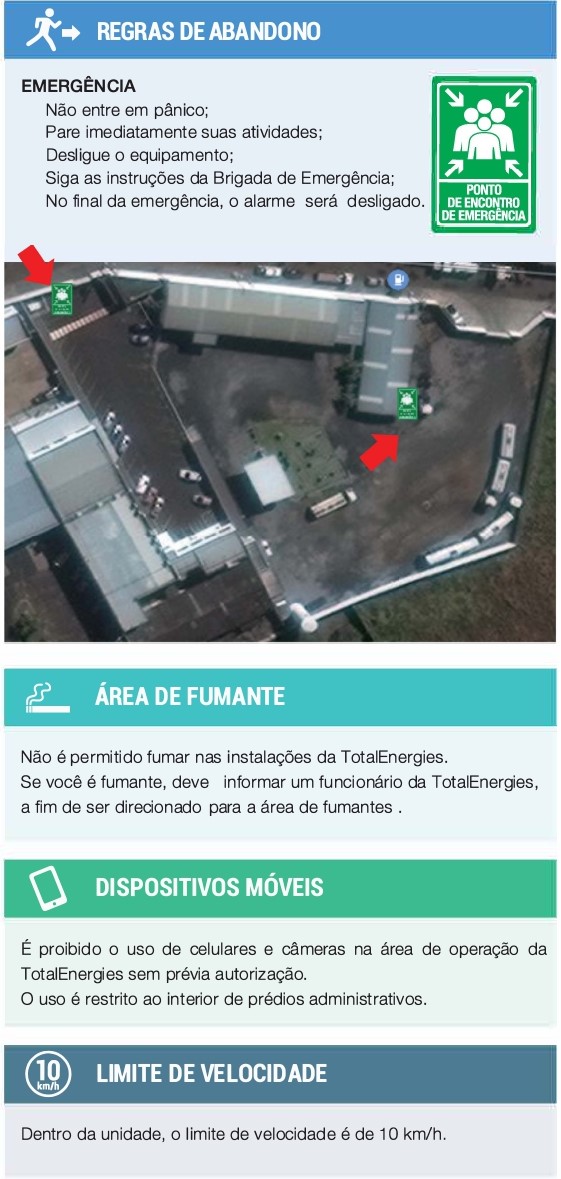 REGRAS DE ABANDONO
EMERGÊNCIA
Não entre em pânico;
Pare imediatamente suas atividades;
Desligue o equipamento;
Siga as instruções da Brigada de Emergência;
No final da emergência, o alarme será desligado.
PONTO
DE ENCONTRO
DE EMERGÊNCIA
ÁREA DE FUMANTE
Não é permitido fumar nas instalações da TotalEnergies.
Se você é fumante, deve informar um funcionário da TotalEnergies,
a fim de ser direcionado para a área de fumantes .
DISPOSITIVOS MÓVEIS
É proibido o uso de celulares e câmeras na área de operação da
TotalEnergies sem prévia autorização.
O uso é restrito ao interior de prédios administrativos.
10
km/h
LIMITE DE VELOCIDADE
Dentro da unidade, o limite de velocidade é de 10 km/h.